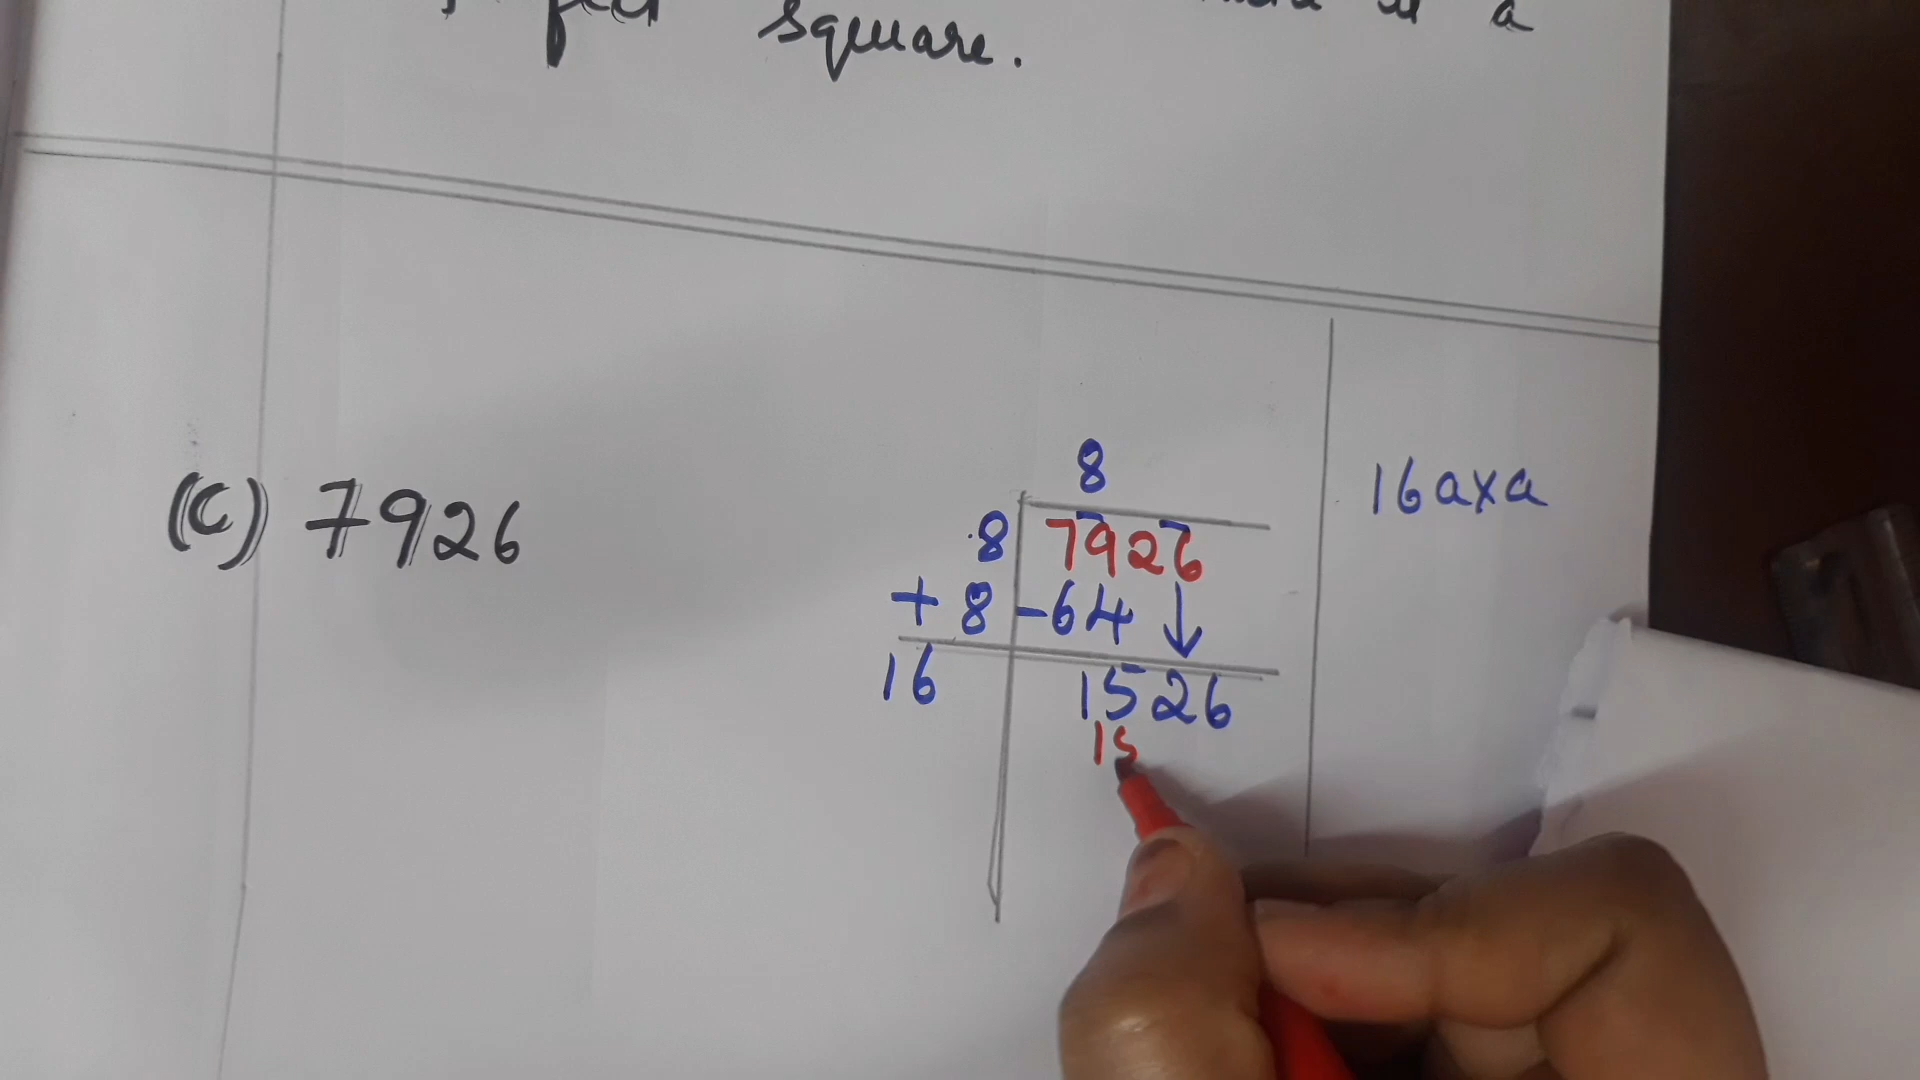 square. a
(C) 7926
8
8 7926
+ 8 -64 ↓
16 1526
15
16a×a